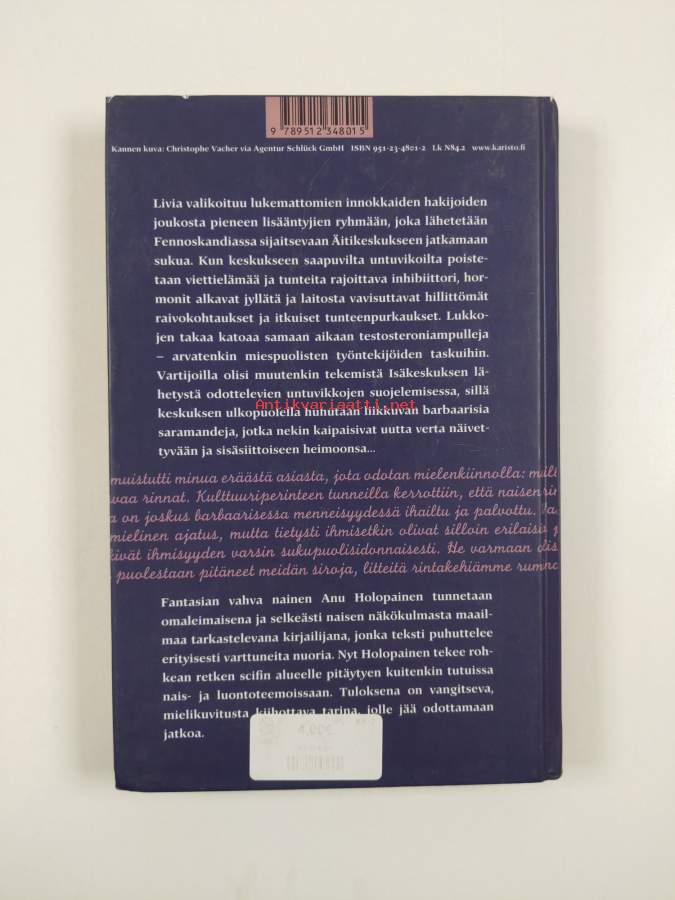 9 789512 348015
Kannen kuva: Christophe Vacher via Agentur Schlück GmbH ISBN 951-23-4801-2 Lk N84.2 www.karisto.fi
Livia valikoituu lukemattomien innokkaiden hakijoiden
joukosta pieneen lisääntyjien ryhmään, joka lähetetään
Fennoskandiassa sijaitsevaan Äitikeskukseen jatkamaan
sukua. Kun keskukseen saapuvilta untuvikoilta poiste-
taan viettielämää ja tunteita rajoittava inhibiittori, hor-
monit alkavat jyllätä ja laitosta vavisuttavat hillittömät
raivokohtaukset ja itkuiset tunteenpurkaukset. Lukko-
jen takaa katoaa samaan aikaan testosteroniampulleja
– arvatenkin miespuolisten työntekijöiden taskuihin.
Vartijoilla olisi muutenkin tekemistä Isäkeskuksen lä-
hetystä odottelevien untuvikkojen suojelemisessa, sillä
Antikvariaatti.net
keskuksen ulkopuolella huhutaan liikkuvan barbaarisia
saramandeja, jotka nekin kaipaisivat uutta verta näivet-
tyvään ja sisäsiittoiseen heimoonsa...
muistutti minua eräästä asiasta, jota odotan mielenkiinnolla:
vaa rinnat. Kulttuuriperinteen tunneilla kerrottiin, että naisen
on joskus barbaarisessa menneisyydessä ihailtu ja palvottu.
mielinen ajatus, mutta tietysti ihmisetkin olivat silloin erilaisia
ivät ihmisyyden varsin sukupuolisidonnaisesti. He varmaan
puolestaan pitäneet meidän siroja, litteitä rintakehiämme
Fantasian vahva nainen Anu Holopainen tunnetaan
omaleimaisena ja selkeästi naisen näkökulmasta maail-
maa tarkastelevana kirjailijana, jonka teksti puhuttelee
erityisesti varttuneita nuoria. Nyt Holopainen tekee roh-
kean retken scifin alueelle pitäytyen kuitenkin tutuissa
nais- ja luontoteemoissaan. Tuloksena on vangitseva,
mielikuvitusta kiihottava tarina, jolle jää odottamaan
jatkoa.